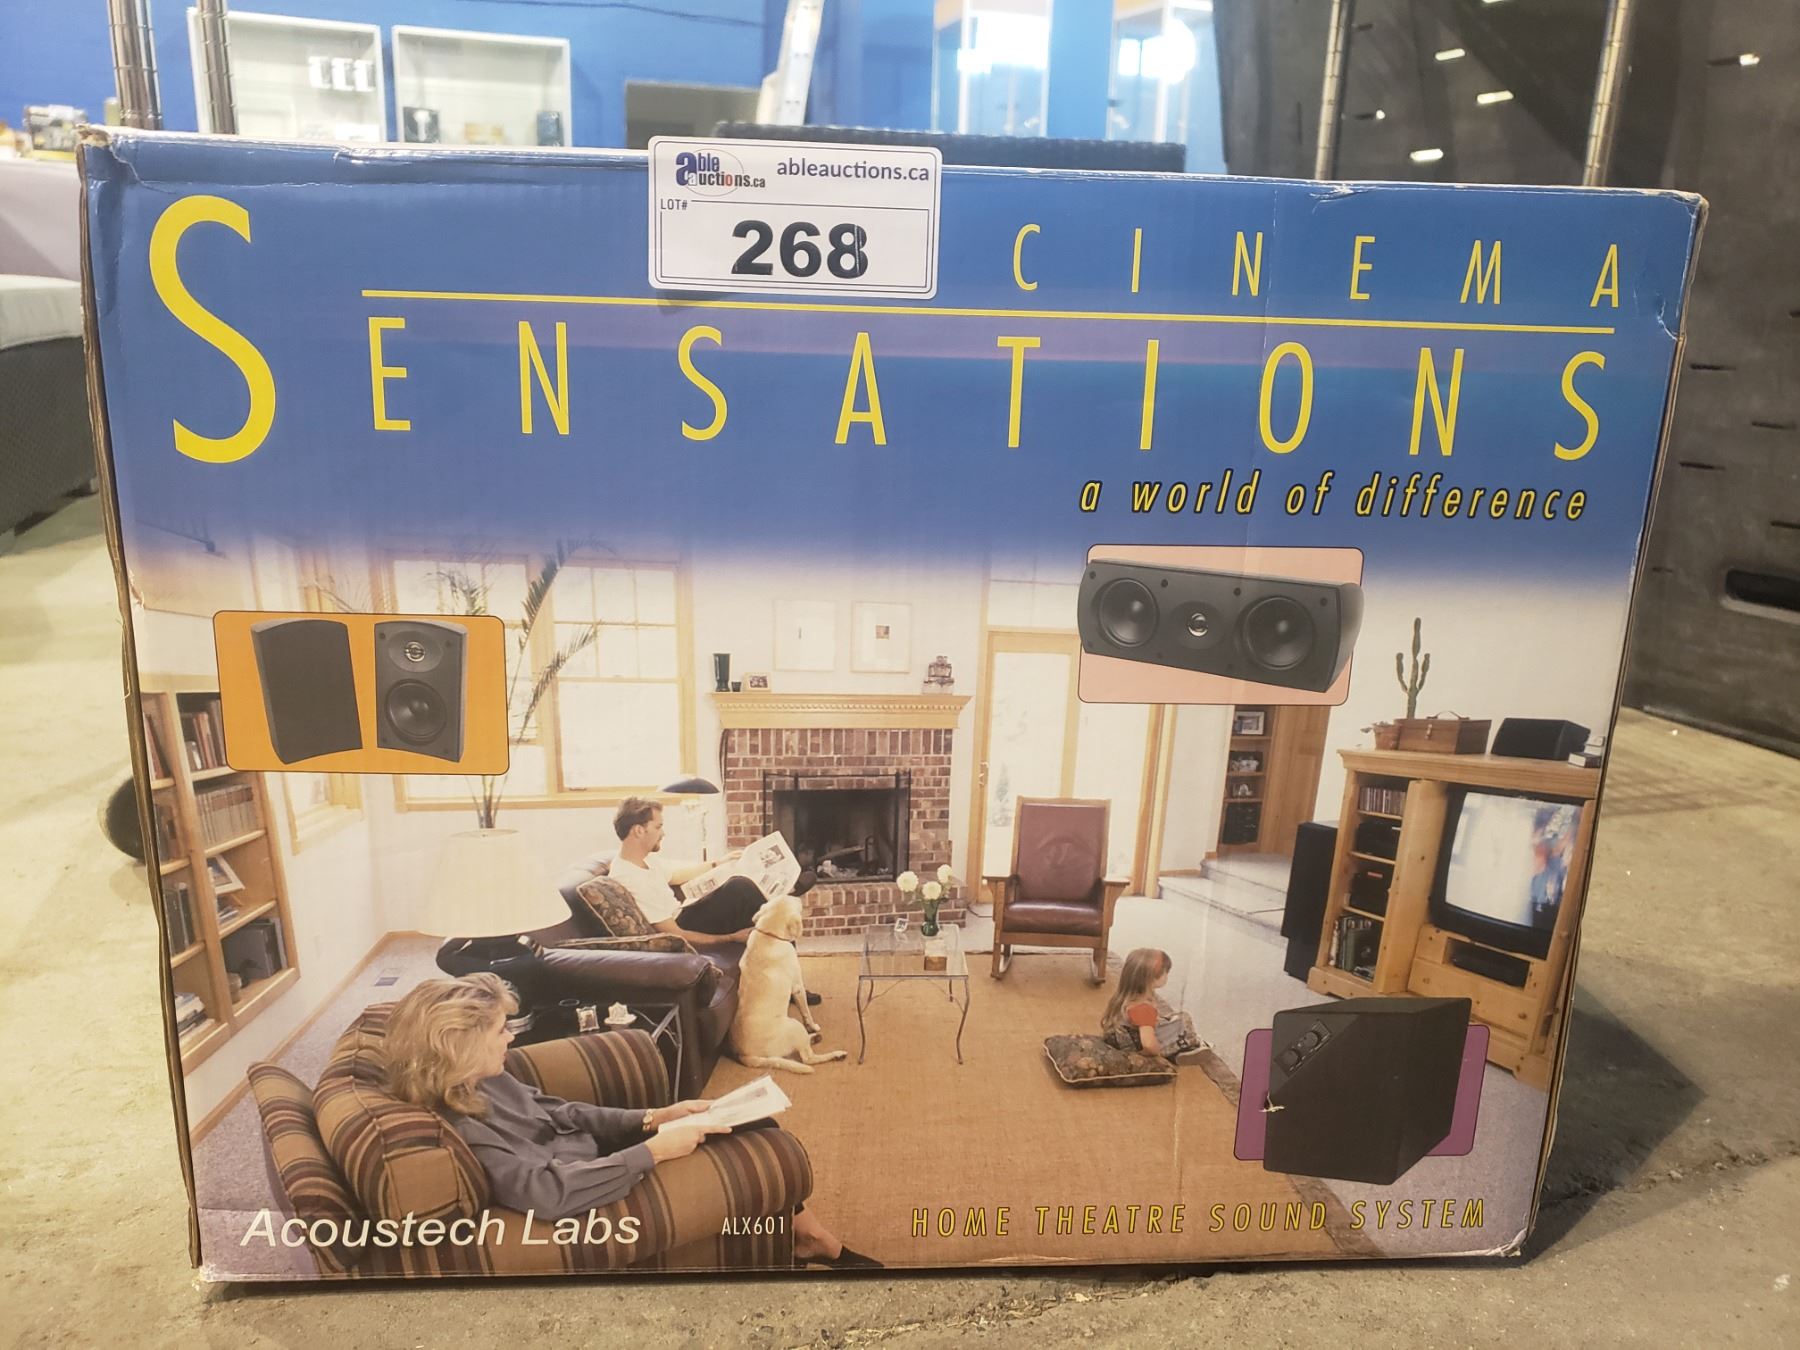 able auctions.ca
ableauctions.ca
LOT#
268
CINEMA
SENSATIONS
a world of difference
Acoustech Labs
ALX601
HOME THEATRE SOUND SYSTEM